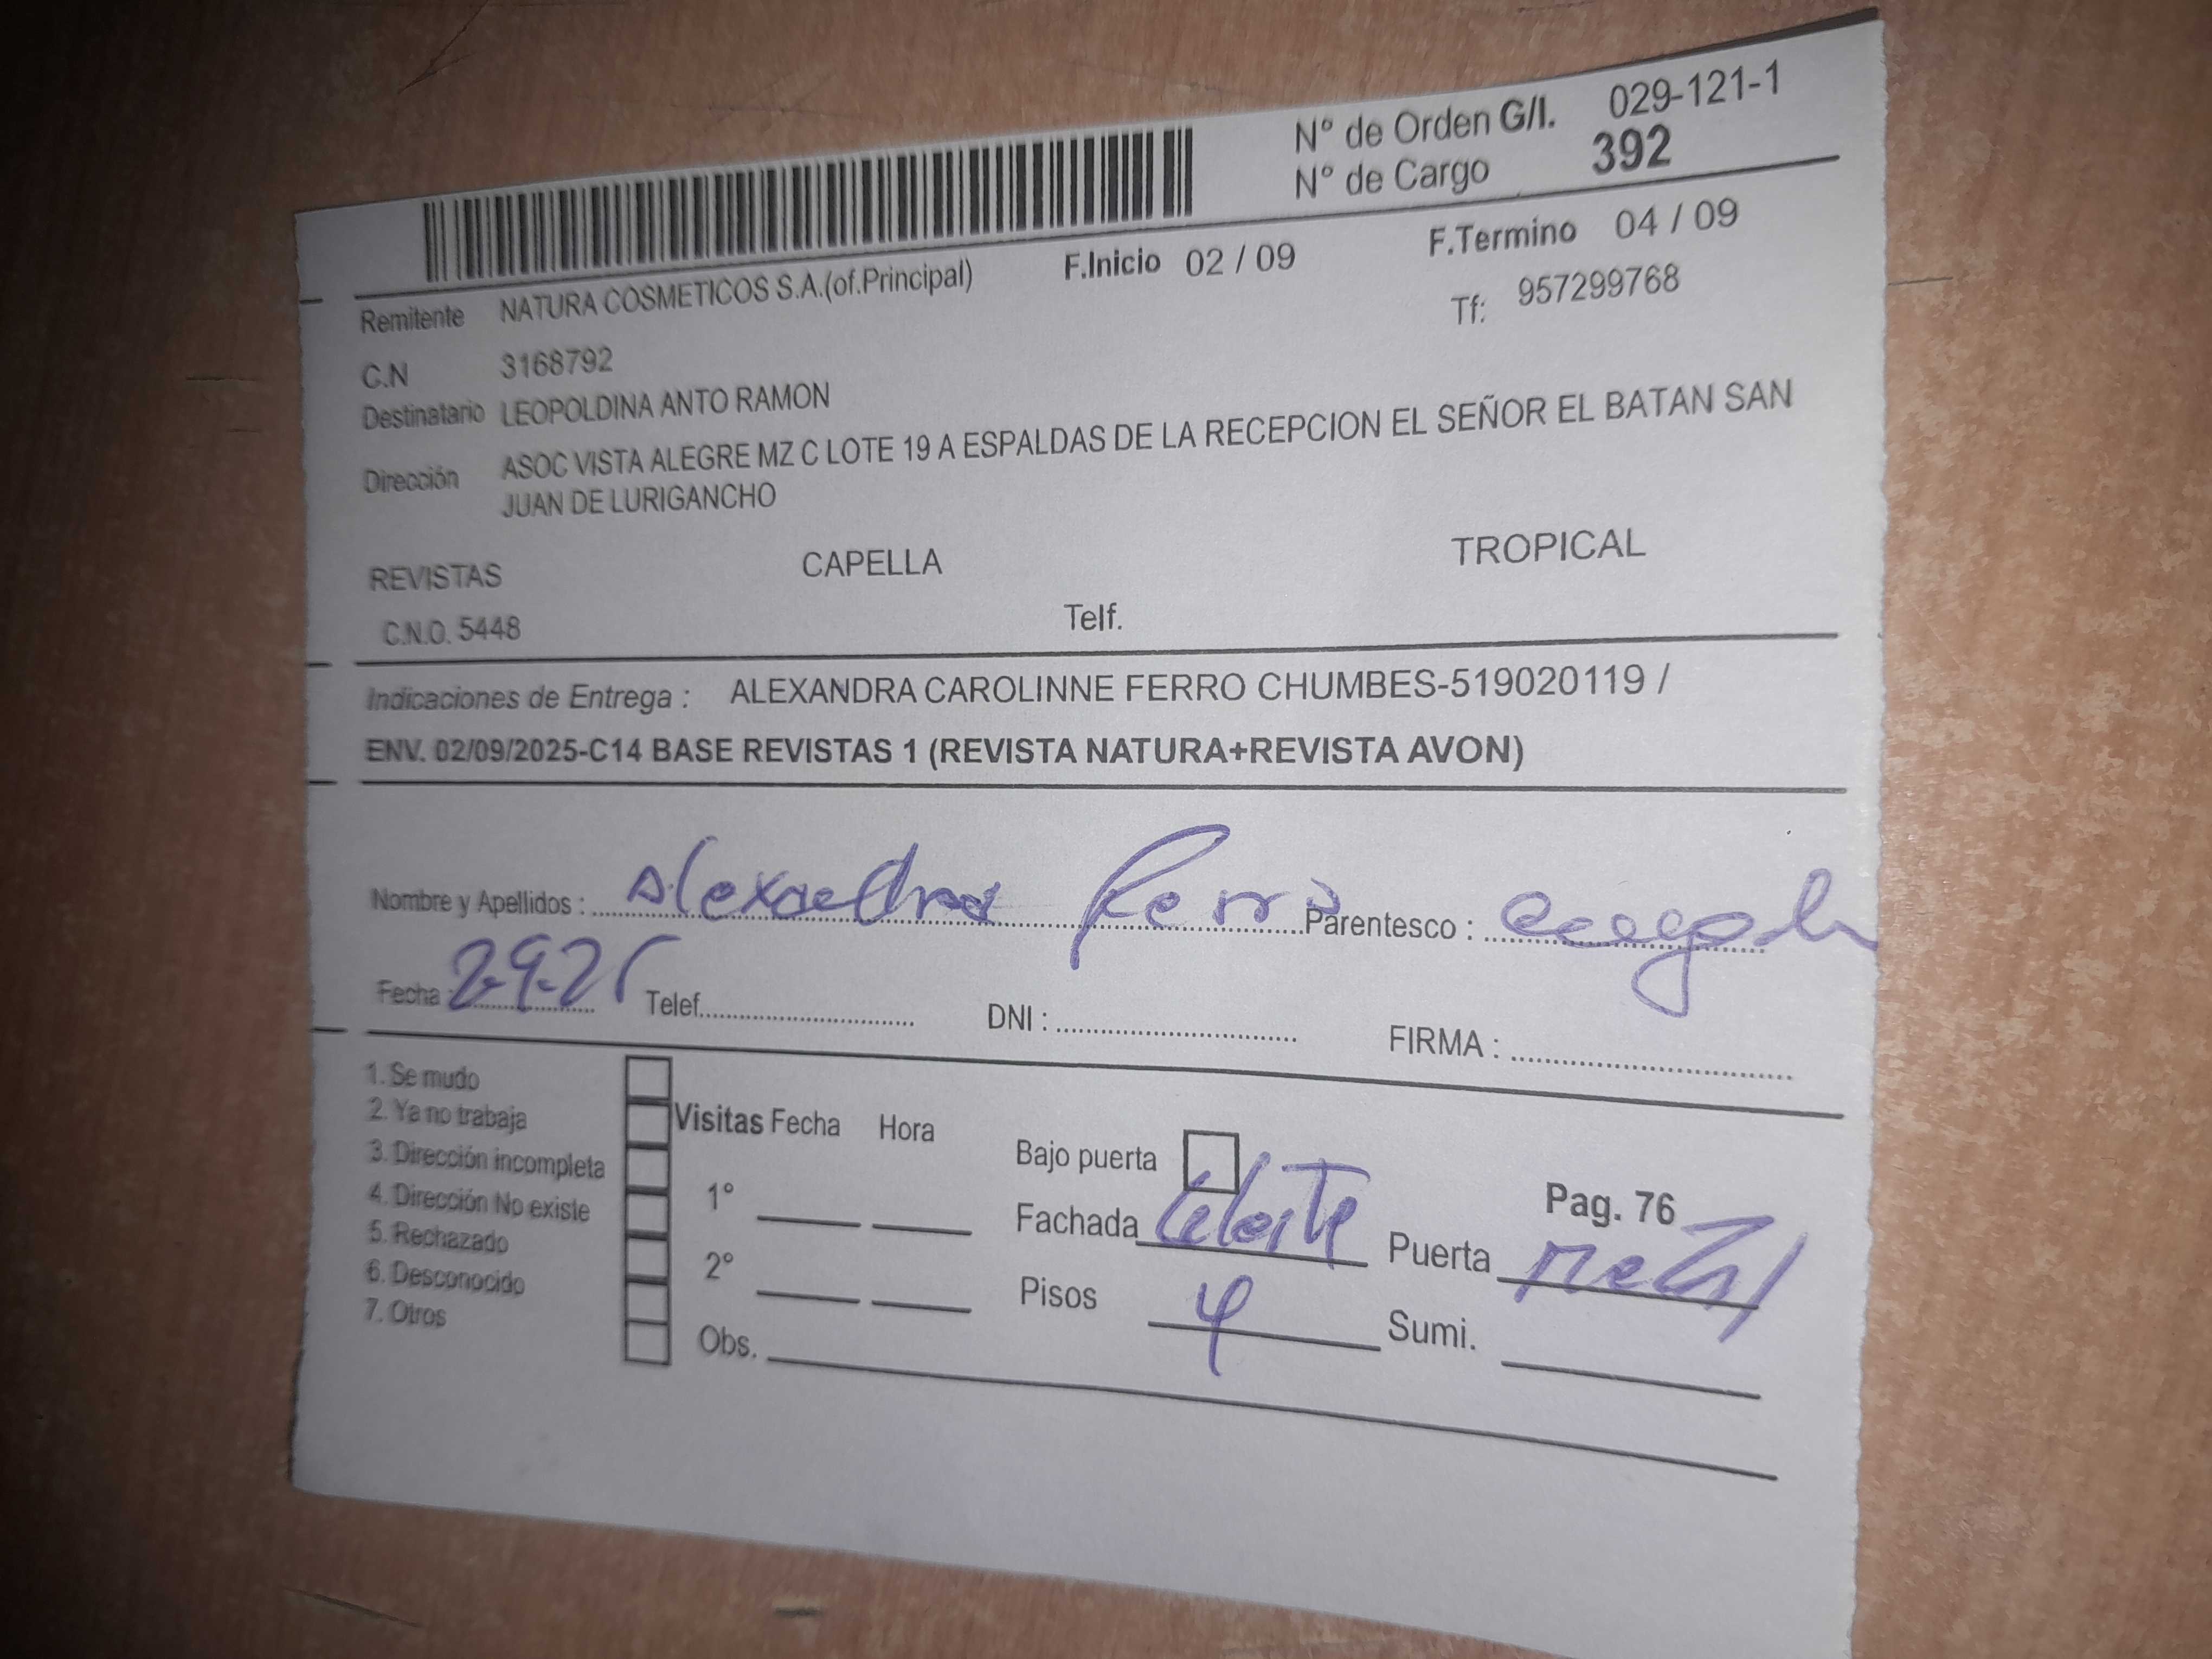 N° de Orden G/I. 029-121-1
N° de Cargo 392
F.Inicio 02 / 09 F.Termino 04 / 09
Remitente NATURA COSMETICOS S.A.(of.Principal) Tf: 957299768
C.N 3168792
Destinatario LEOPOLDINA ANTO RAMON
Dirección ASOC VISTA ALEGRE MZ C LOTE 19 A ESPALDAS DE LA RECEPCION EL SEÑOR EL BATAN SAN
JUAN DE LURIGANCHO
REVISTAS CAPELLA TROPICAL
C.N.O. 5448 Telf.
Indicaciones de Entrega : ALEXANDRA CAROLINNE FERRO CHUMBES-519020119 /
ENV. 02/09/2025-C14 BASE REVISTAS 1 (REVISTA NATURA+REVISTA AVON)
Nombre y Apellidos : Alexandra Ferro Parentesco :
Fecha 2-9-25 Telef. DNI : FIRMA :
1. Se mudo
2. Ya no trabaja
3. Dirección incompleta
4. Dirección No existe
5. Rechazado
6. Desconocido
7. Otros
Visitas Fecha Hora
1°
2°
Obs.
Bajo puerta Pag. 76
Fachada Celeste Puerta Metal
Pisos 4 Sumi.